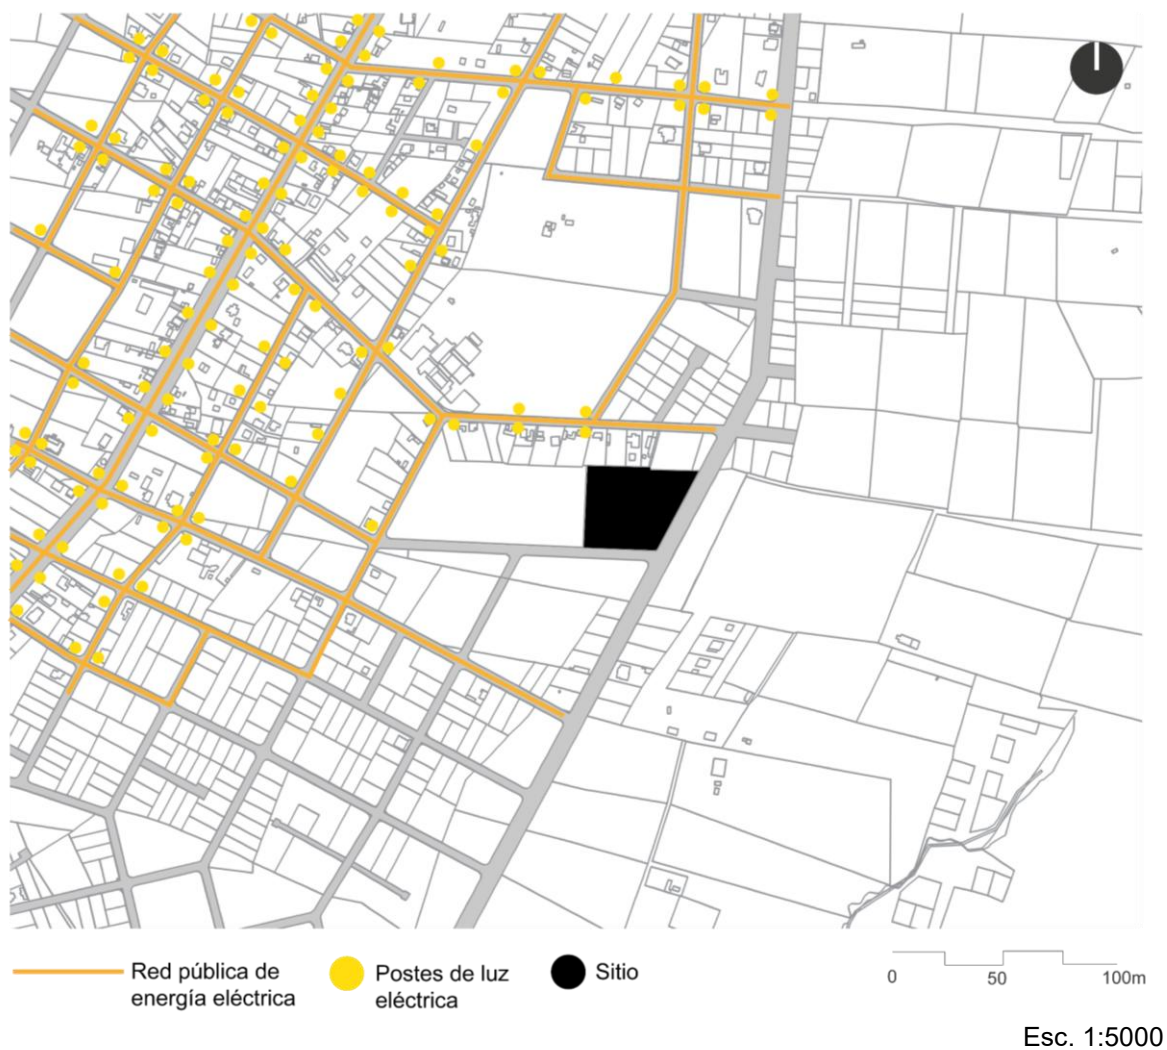 Red pública de
energía eléctrica
Postes de luz
eléctrica
Sitio
0 50 100m
Esc. 1:5000